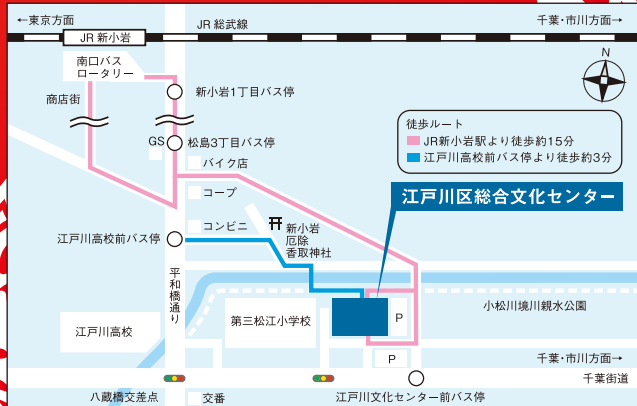 ←東京方面
JR 総武線
千葉・市川方面→
JR 新小岩
南口バス
ロータリー
N
商店街
新小岩1丁目バス停
GS
松島3丁目バス停
バイク店
コープ
コンビニ
徒歩ルート
JR新小岩駅より徒歩約15分
江戸川高校前バス停より徒歩約3分
江戸川区総合文化センター
江戸川高校前バス停
新小岩
厄除
香取神社
平和橋通り
小松川境川親水公園
第三松江小学校
P
江戸川高校
P
千葉・市川方面→
千葉街道
八蔵橋交差点
交番
江戸川文化センター前バス停